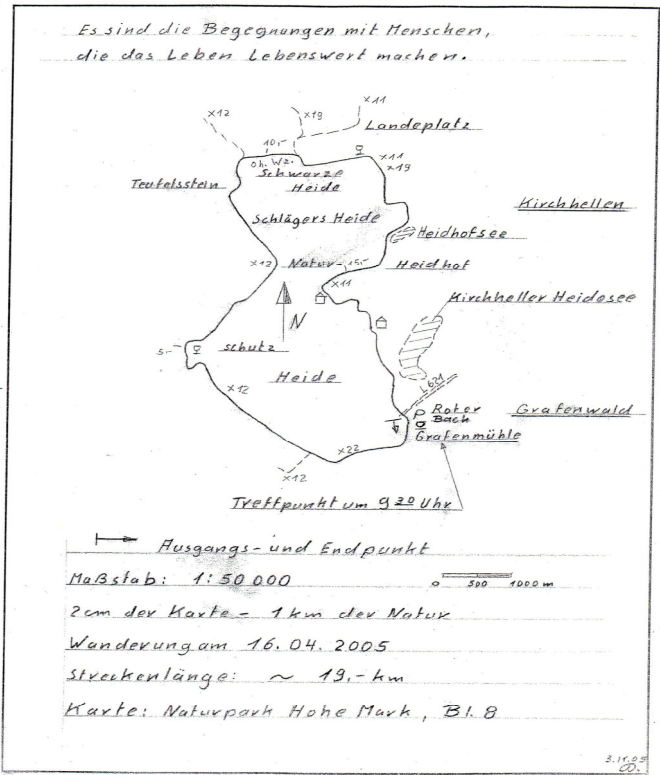 Es sind die Begegnungen mit Menschen,
die das Leben Lebenswert machen.
x12
x19
x11
Landeplatz
10,-
oh. Wz.
Schwarze
Heide
x11
x19
Teufelsstein
Kirchhellen
Schlägers Heide
Heidhofsee
x12
Natur-
15,-
Heidhof
x11
Kirchheller Heidesee
N
5,-
schutz
Heide
x12
L621
P
Roter
Bach
Grafenwald
Grafenmühle
x22
x12
Treffpunkt um 9 30 Uhr
Ausgangs- und Endpunkt
Maßstab: 1:50 000
0 500 1000 m
2cm der Karte - 1 km der Natur
Wanderung am 16.04.2005
Streckenlänge: ~ 19,- km
Karte: Naturpark Hohe Mark, Bl. 8